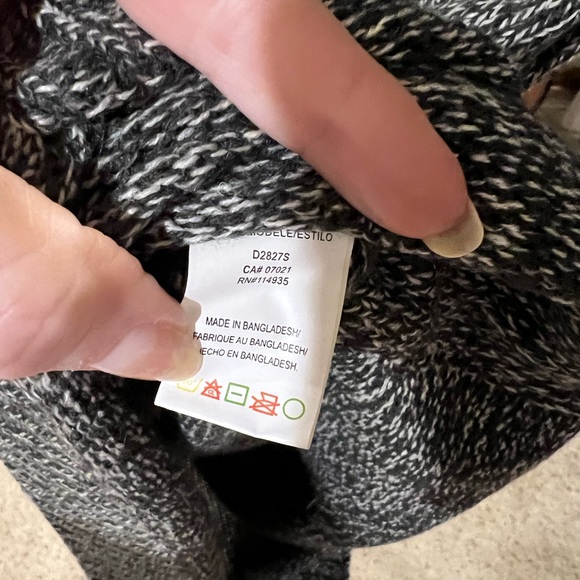 MODELE/ESTILO
D2827S
CA# 07021
RN#114935
MADE IN BANGLADESH/
FABRIQUE AU BANGLADESH/
HECHO EN BANGLADESH.